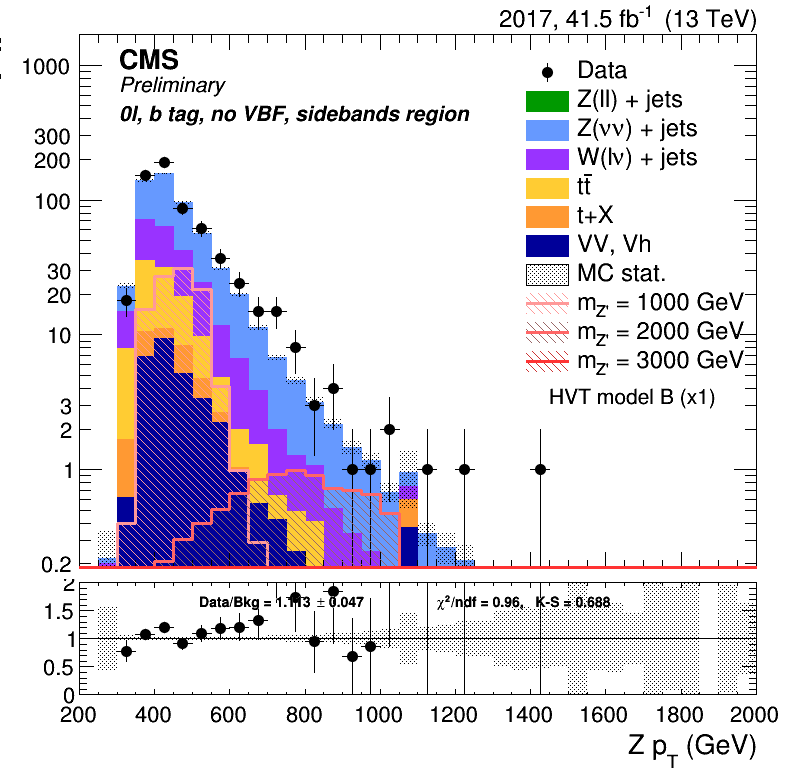 2017, 41.5 fb⁻¹ (13 TeV)
CMS
Preliminary
0l, b tag, no VBF, sidebands region
Data
Z(ll) + jets
Z(νν) + jets
W(lν) + jets
tt̄
t+X
VV, Vh
MC stat.
m_Z' = 1000 GeV
m_Z' = 2000 GeV
m_Z' = 3000 GeV
HVT model B (x1)
1000
300
200
100
30
20
10
3
2
1
0.2
Data/Bkg = 1.113 ± 0.047
χ²/ndf = 0.96, K-S = 0.688
2
1.5
1
0.5
0
200 400 600 800 1000 1200 1400 1600 1800 2000
Z p_T (GeV)